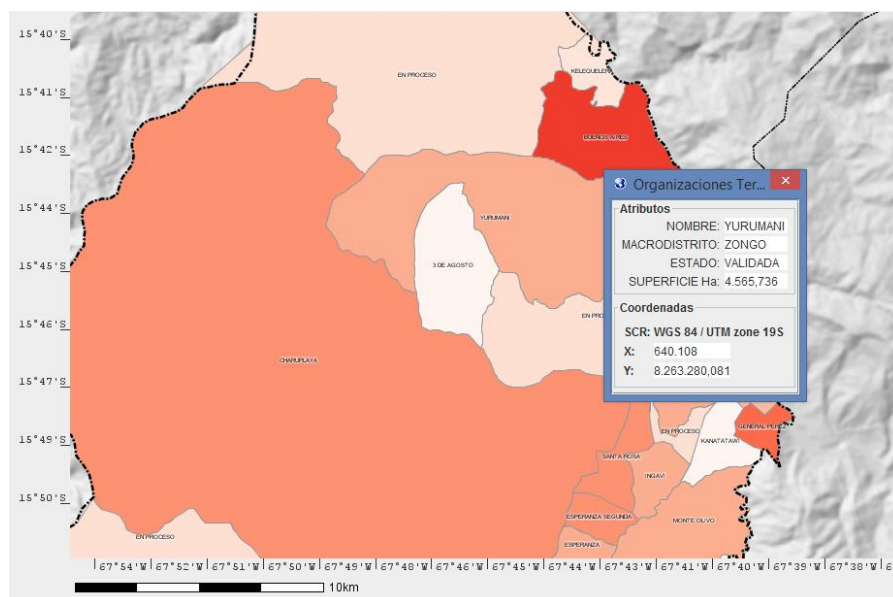 15°40'S
15°41'S
15°42'S
15°44'S
15°45'S
15°46'S
15°47'S
15°49'S
15°50'S
EN PROCESO
KELEQUELERA
BUENOS AIRES
YURUMANI
3 DE AGOSTO
EN PRO
CHARUPLAYA
EN PROCESO
KANATATAWI
GENERAL PEREZ
SANTA ROSA
INGAVI
ESPERANZA SEGUNDA
MONTE OLIVO
EN PROCESO
ESPERANZA
Organizaciones Ter...
Atributos
NOMBRE: YURUMANI
MACRODISTRITO: ZONGO
ESTADO: VALIDADA
SUPERFICIE Ha: 4.565,736
Coordenadas
SCR: WGS 84 / UTM zone 19S
X: 640.108
Y: 8.263.280,081
67°54'W 67°52'W 67°51'W 67°50'W 67°48'W 67°46'W 67°45'W 67°44'W 67°43'W 67°41'W 67°40'W 67°39'W 67°38'W 6
10km